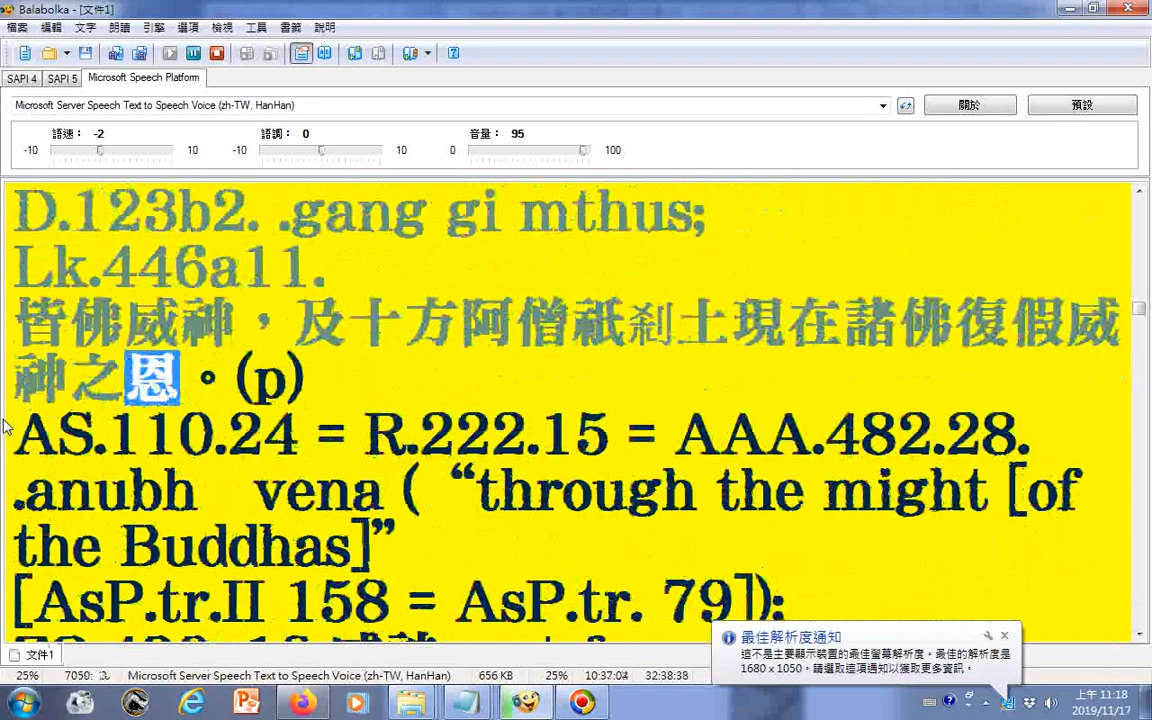 Balabolka - [文件1]
檔案 編輯 文字 朗讀 引擎 選項 檢視 工具 書籤 說明
SAPI 4 SAPI 5 Microsoft Speech Platform
Microsoft Server Speech Text to Speech Voice (zh-TW, HanHan) 關於 預設
語速： -2 語調： 0 音量： 95
-10 10 -10 10 0 100
D.123b2. .gang gi mthus;
Lk.446a11.
皆佛威神，及十方阿僧祇剎土現在諸佛復假威
神之恩。(p)
AS.110.24 = R.222.15 = AAA.482.28.
.anubh vena ( “through the might [of
the Buddhas]”
[AsP.tr.II 158 = AsP.tr. 79]);
最佳解析度通知
這不是主要顯示裝置的最佳螢幕解析度。最佳的解析度是
1680 x 1050。請選取這項通知以獲取更多資訊。
文件1
25% 7050: Microsoft Server Speech Text to Speech Voice (zh-TW, HanHan) 656 KB 25% 10:37:04 32:38:38
上午 11:18
2019/11/17